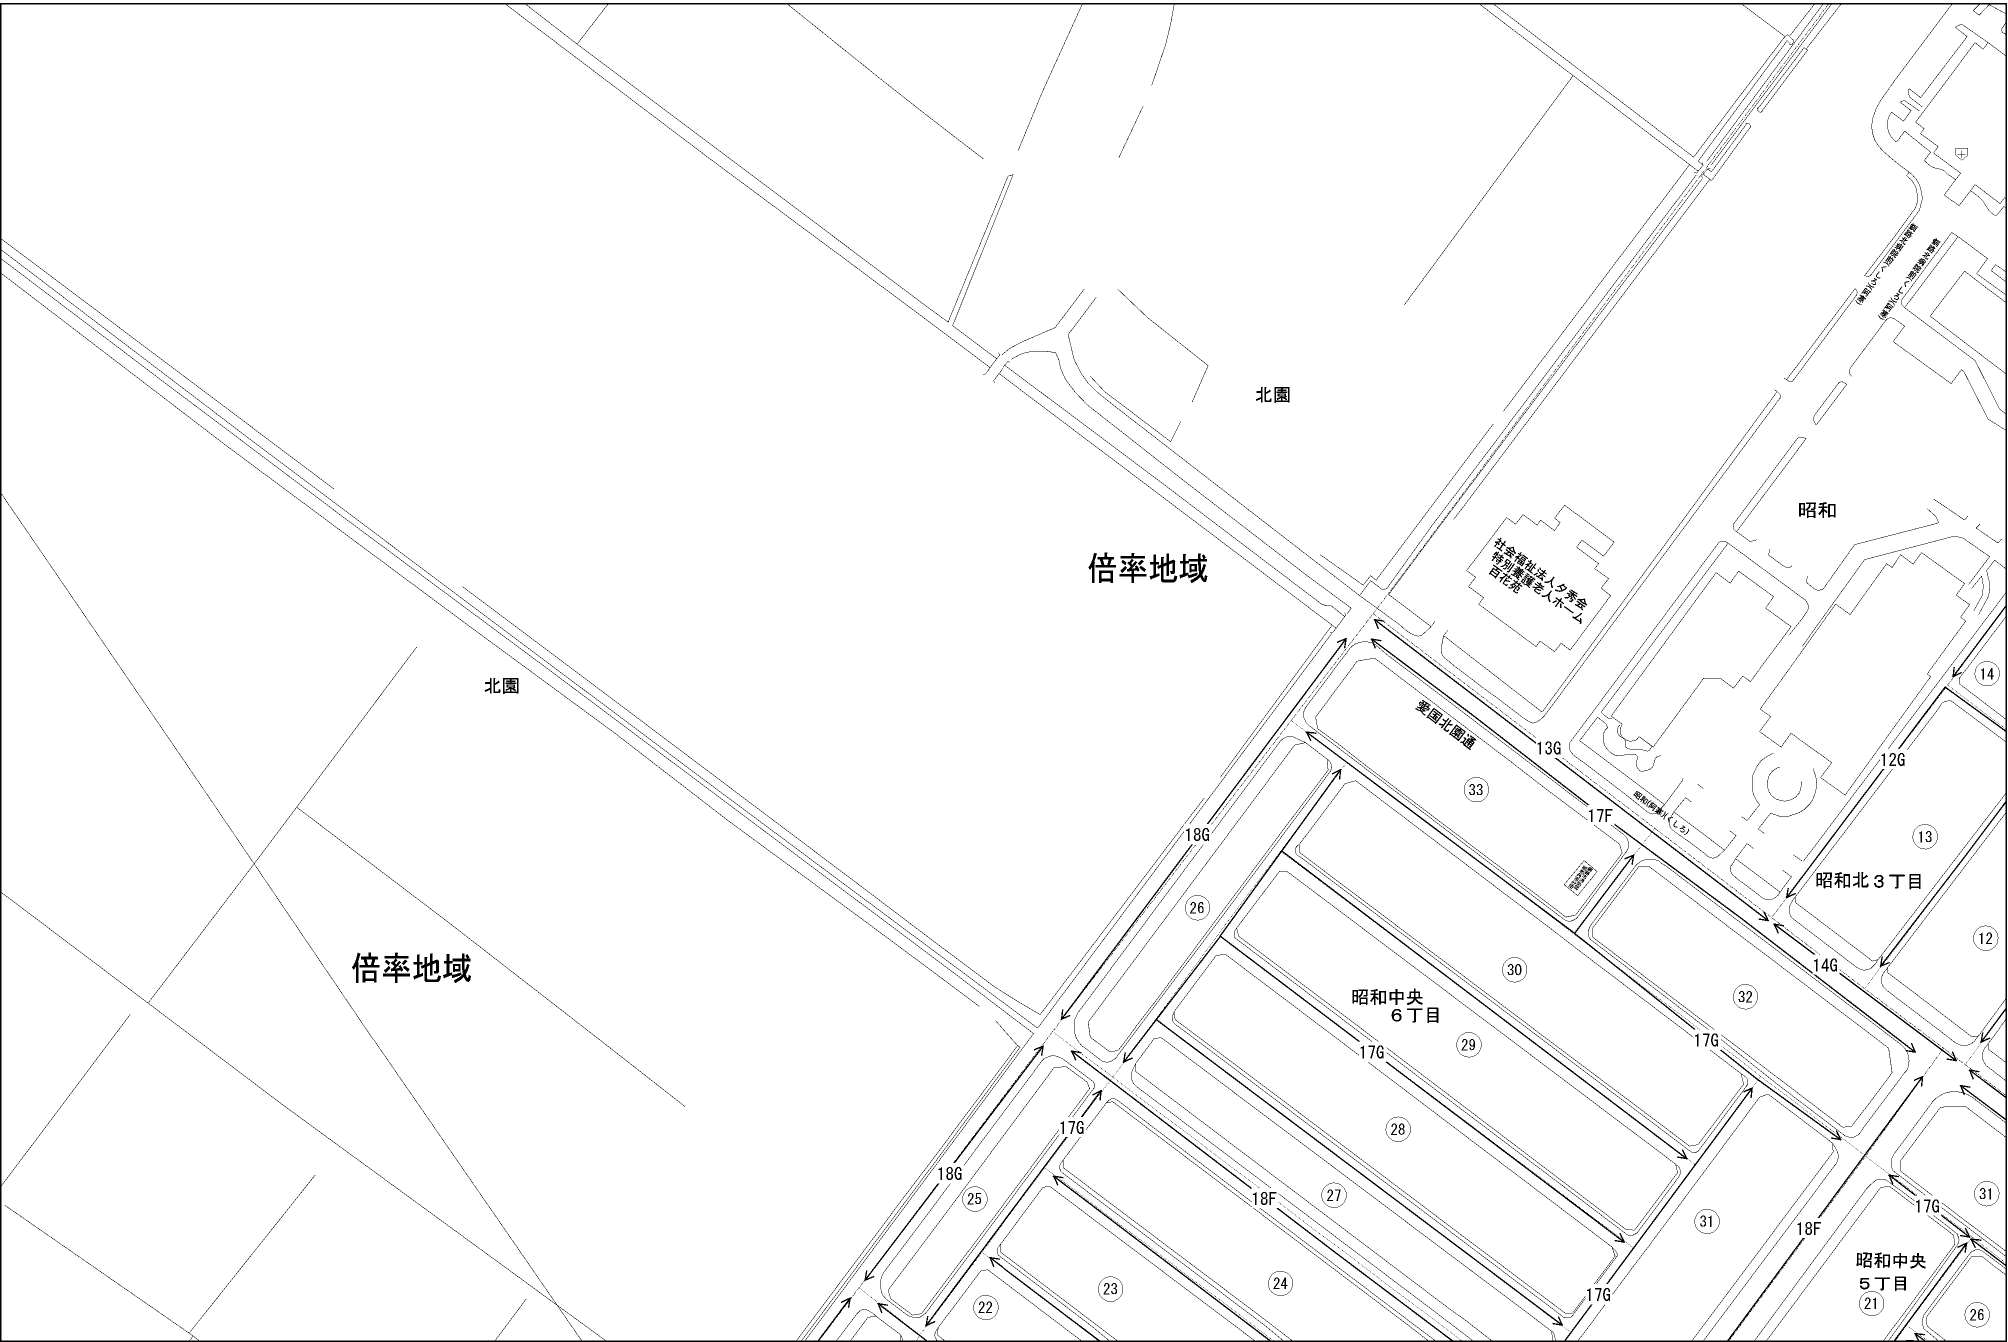 北園
昭和
倍率地域
社会福祉法人夕秀会
特別養護老人ホーム
百花苑
北園
14
愛国北園通
13G
12G
33
17F
18G
13
昭和北3丁目
26
12
14G
倍率地域
30
32
昭和中央
6丁目
29
17G
17G
28
17G
18G
25
18F
27
31
31
17G
18F
昭和中央
5丁目
24
23
22
17G
21
26